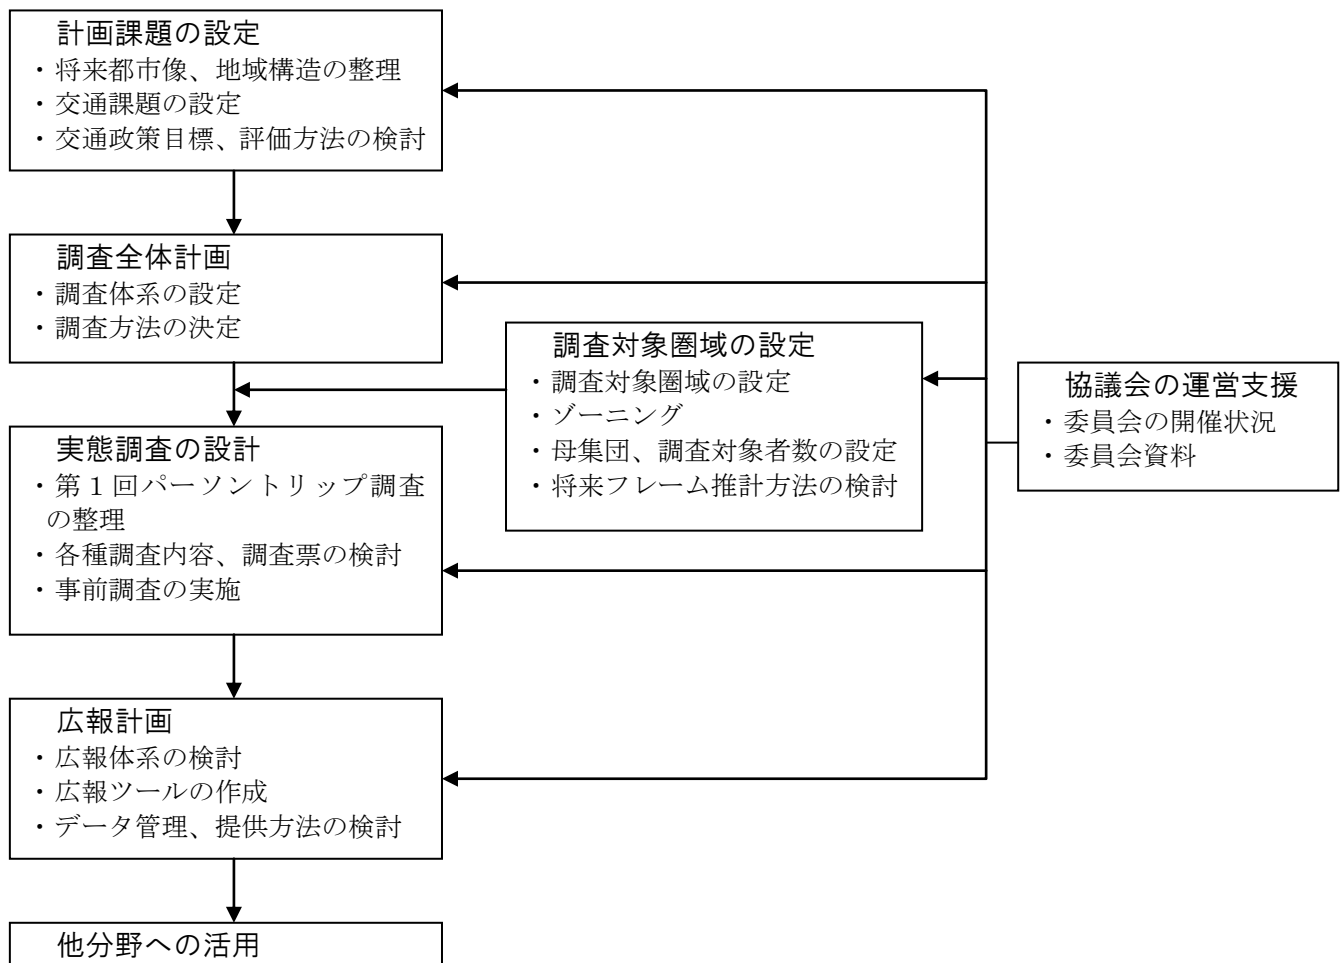 計画課題の設定
・将来都市像、地域構造の整理
・交通課題の設定
・交通政策目標、評価方法の検討
調査全体計画
・調査体系の設定
・調査方法の決定
調査対象圏域の設定
・調査対象圏域の設定
・ゾーニング
・母集団、調査対象者数の設定
・将来フレーム推計方法の検討
協議会の運営支援
・委員会の開催状況
・委員会資料
実態調査の設計
・第１回パーソントリップ調査
の整理
・各種調査内容、調査票の検討
・事前調査の実施
広報計画
・広報体系の検討
・広報ツールの作成
・データ管理、提供方法の検討
他分野への活用